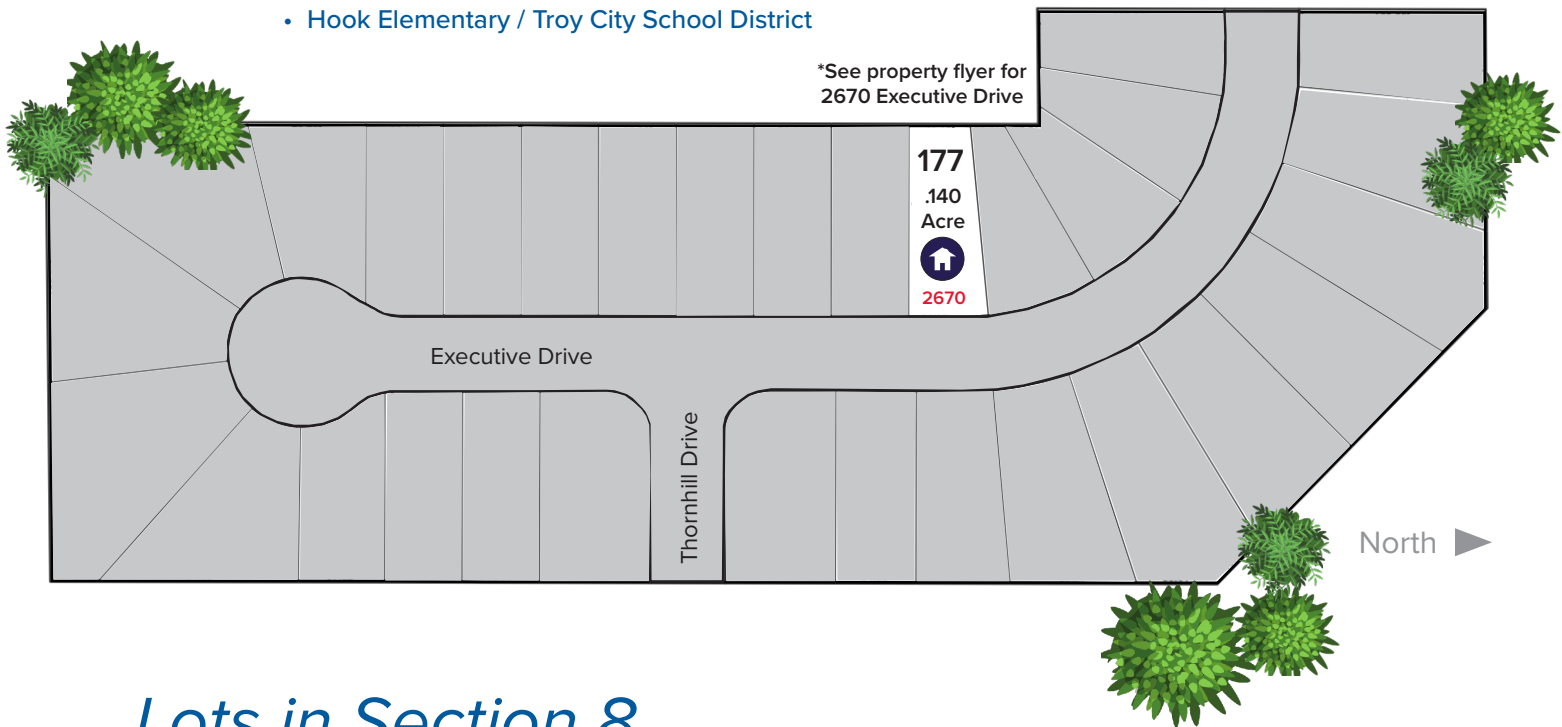 • Hook Elementary / Troy City School District
*See property flyer for
2670 Executive Drive
177
.140
Acre
2670
Executive Drive
Thornhill Drive
North
Lots in Section 8